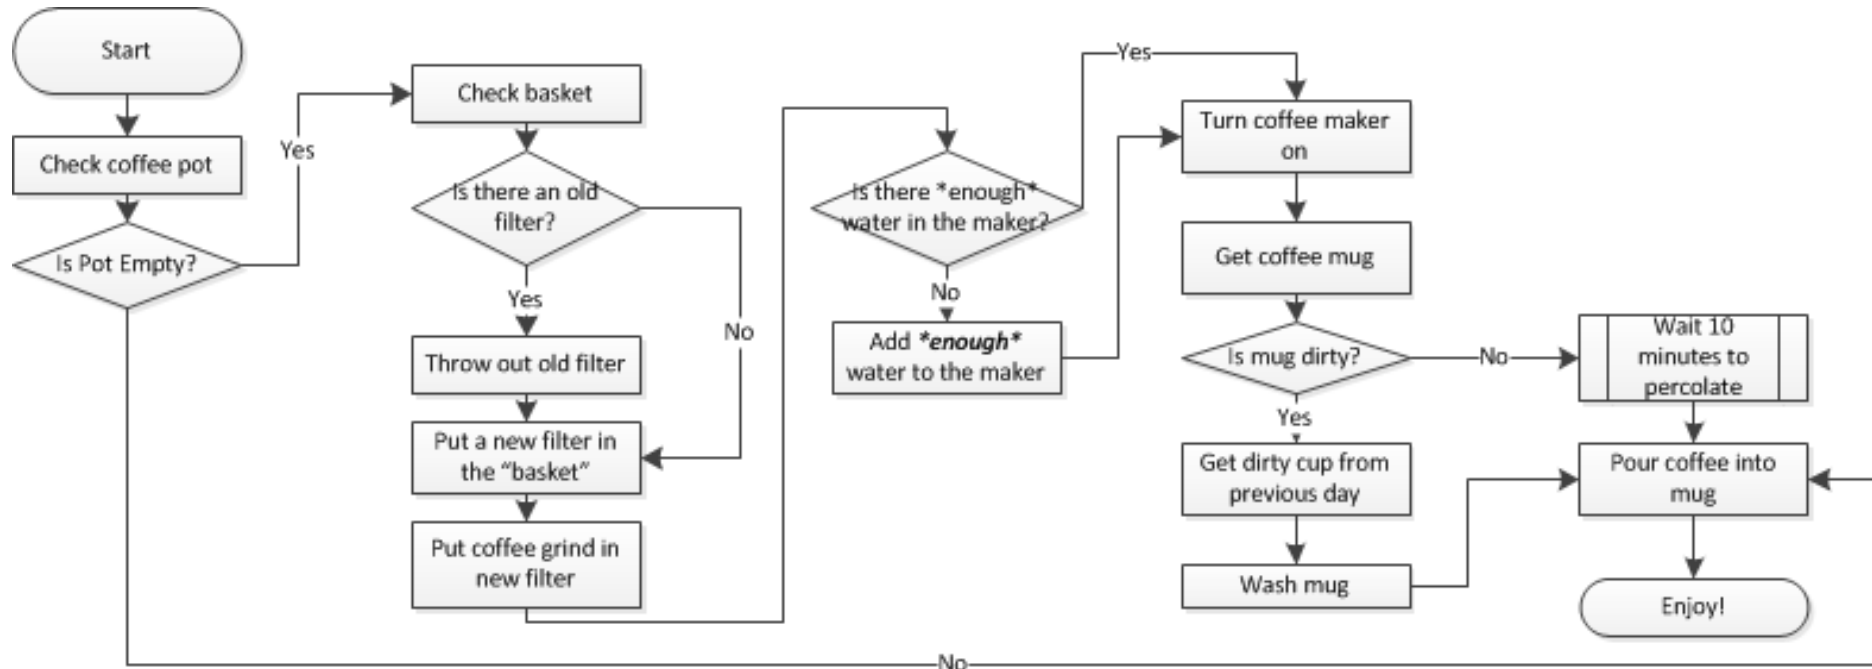 Start
Check coffee pot
Is Pot Empty?
Yes
No
Check basket
Is there an old
filter?
Yes
No
Throw out old filter
Put a new filter in
the “basket”
Put coffee grind in
new filter
Is there *enough*
water in the maker?
Yes
No
Add *enough*
water to the maker
Turn coffee maker
on
Get coffee mug
Is mug dirty?
No
Yes
Get dirty cup from
previous day
Wash mug
Wait 10
minutes to
percolate
Pour coffee into
mug
Enjoy!